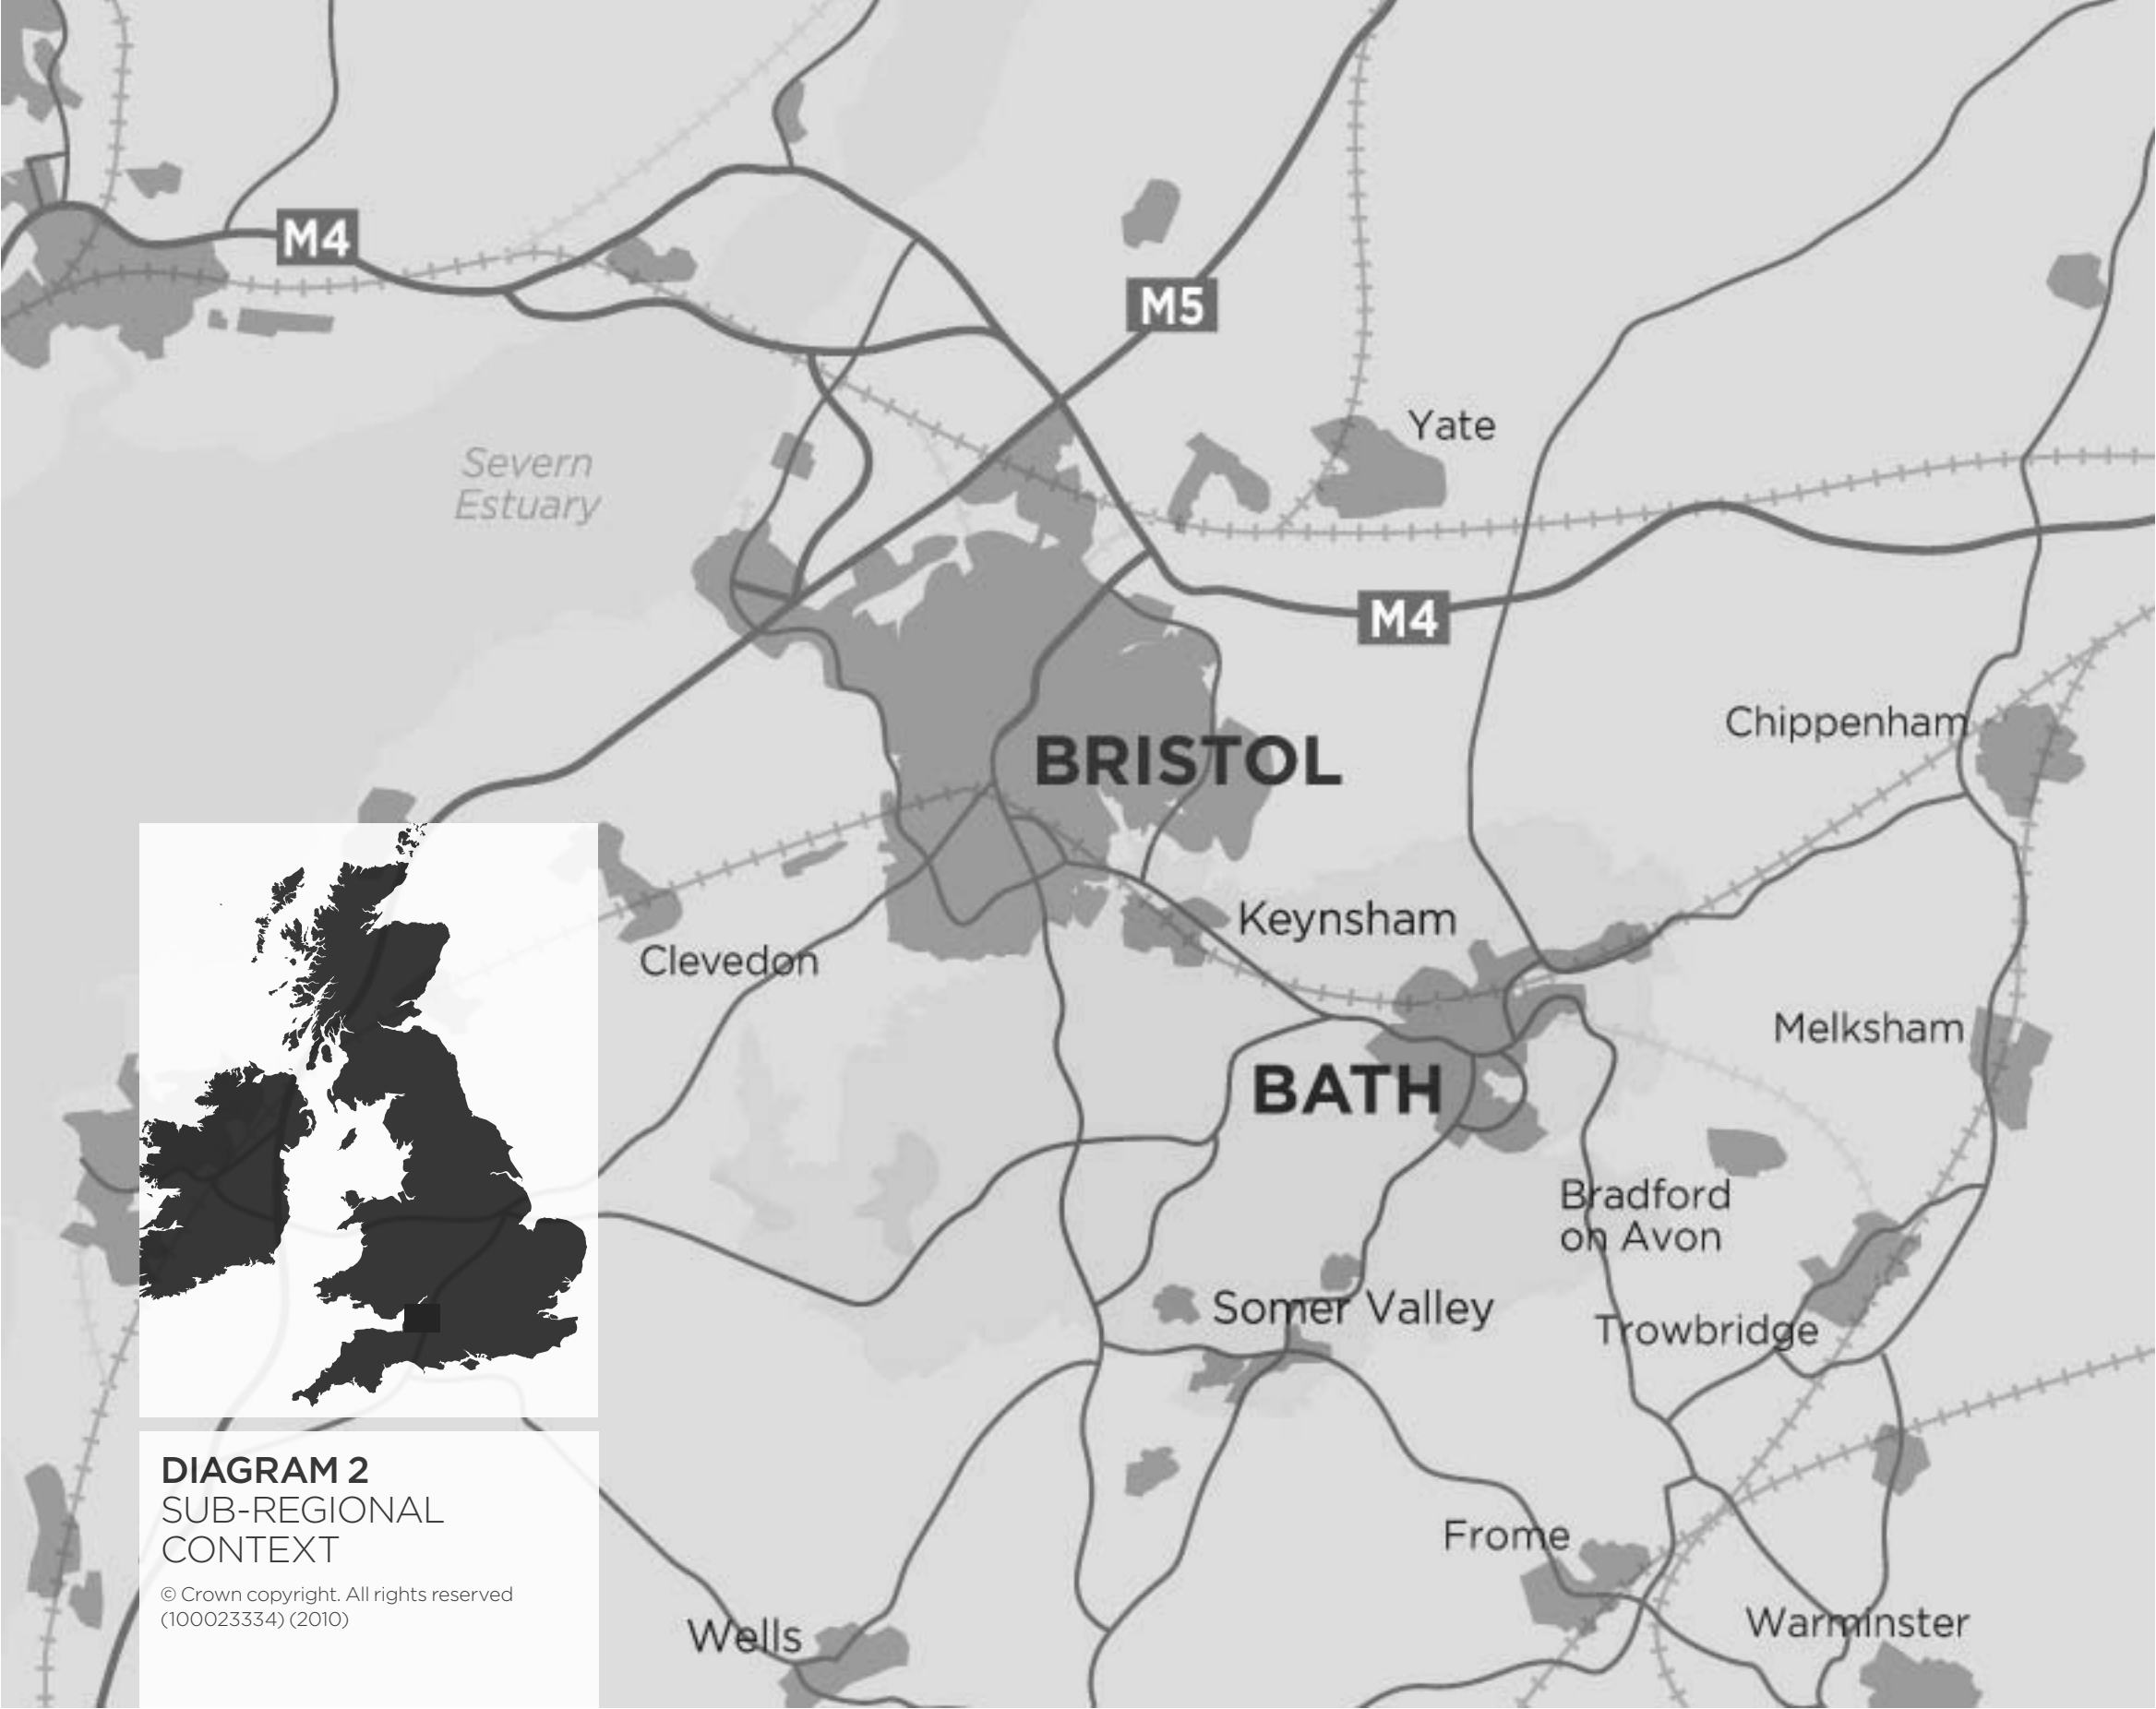 M4
M5
Yate
Severn
Estuary
M4
Chippenham
BRISTOL
Keynsham
Clevedon
Melksham
BATH
Bradford
on Avon
Somer Valley
Trowbridge
DIAGRAM 2
SUB-REGIONAL
CONTEXT
© Crown copyright. All rights reserved
(100023334) (2010)
Frome
Wells
Warminster